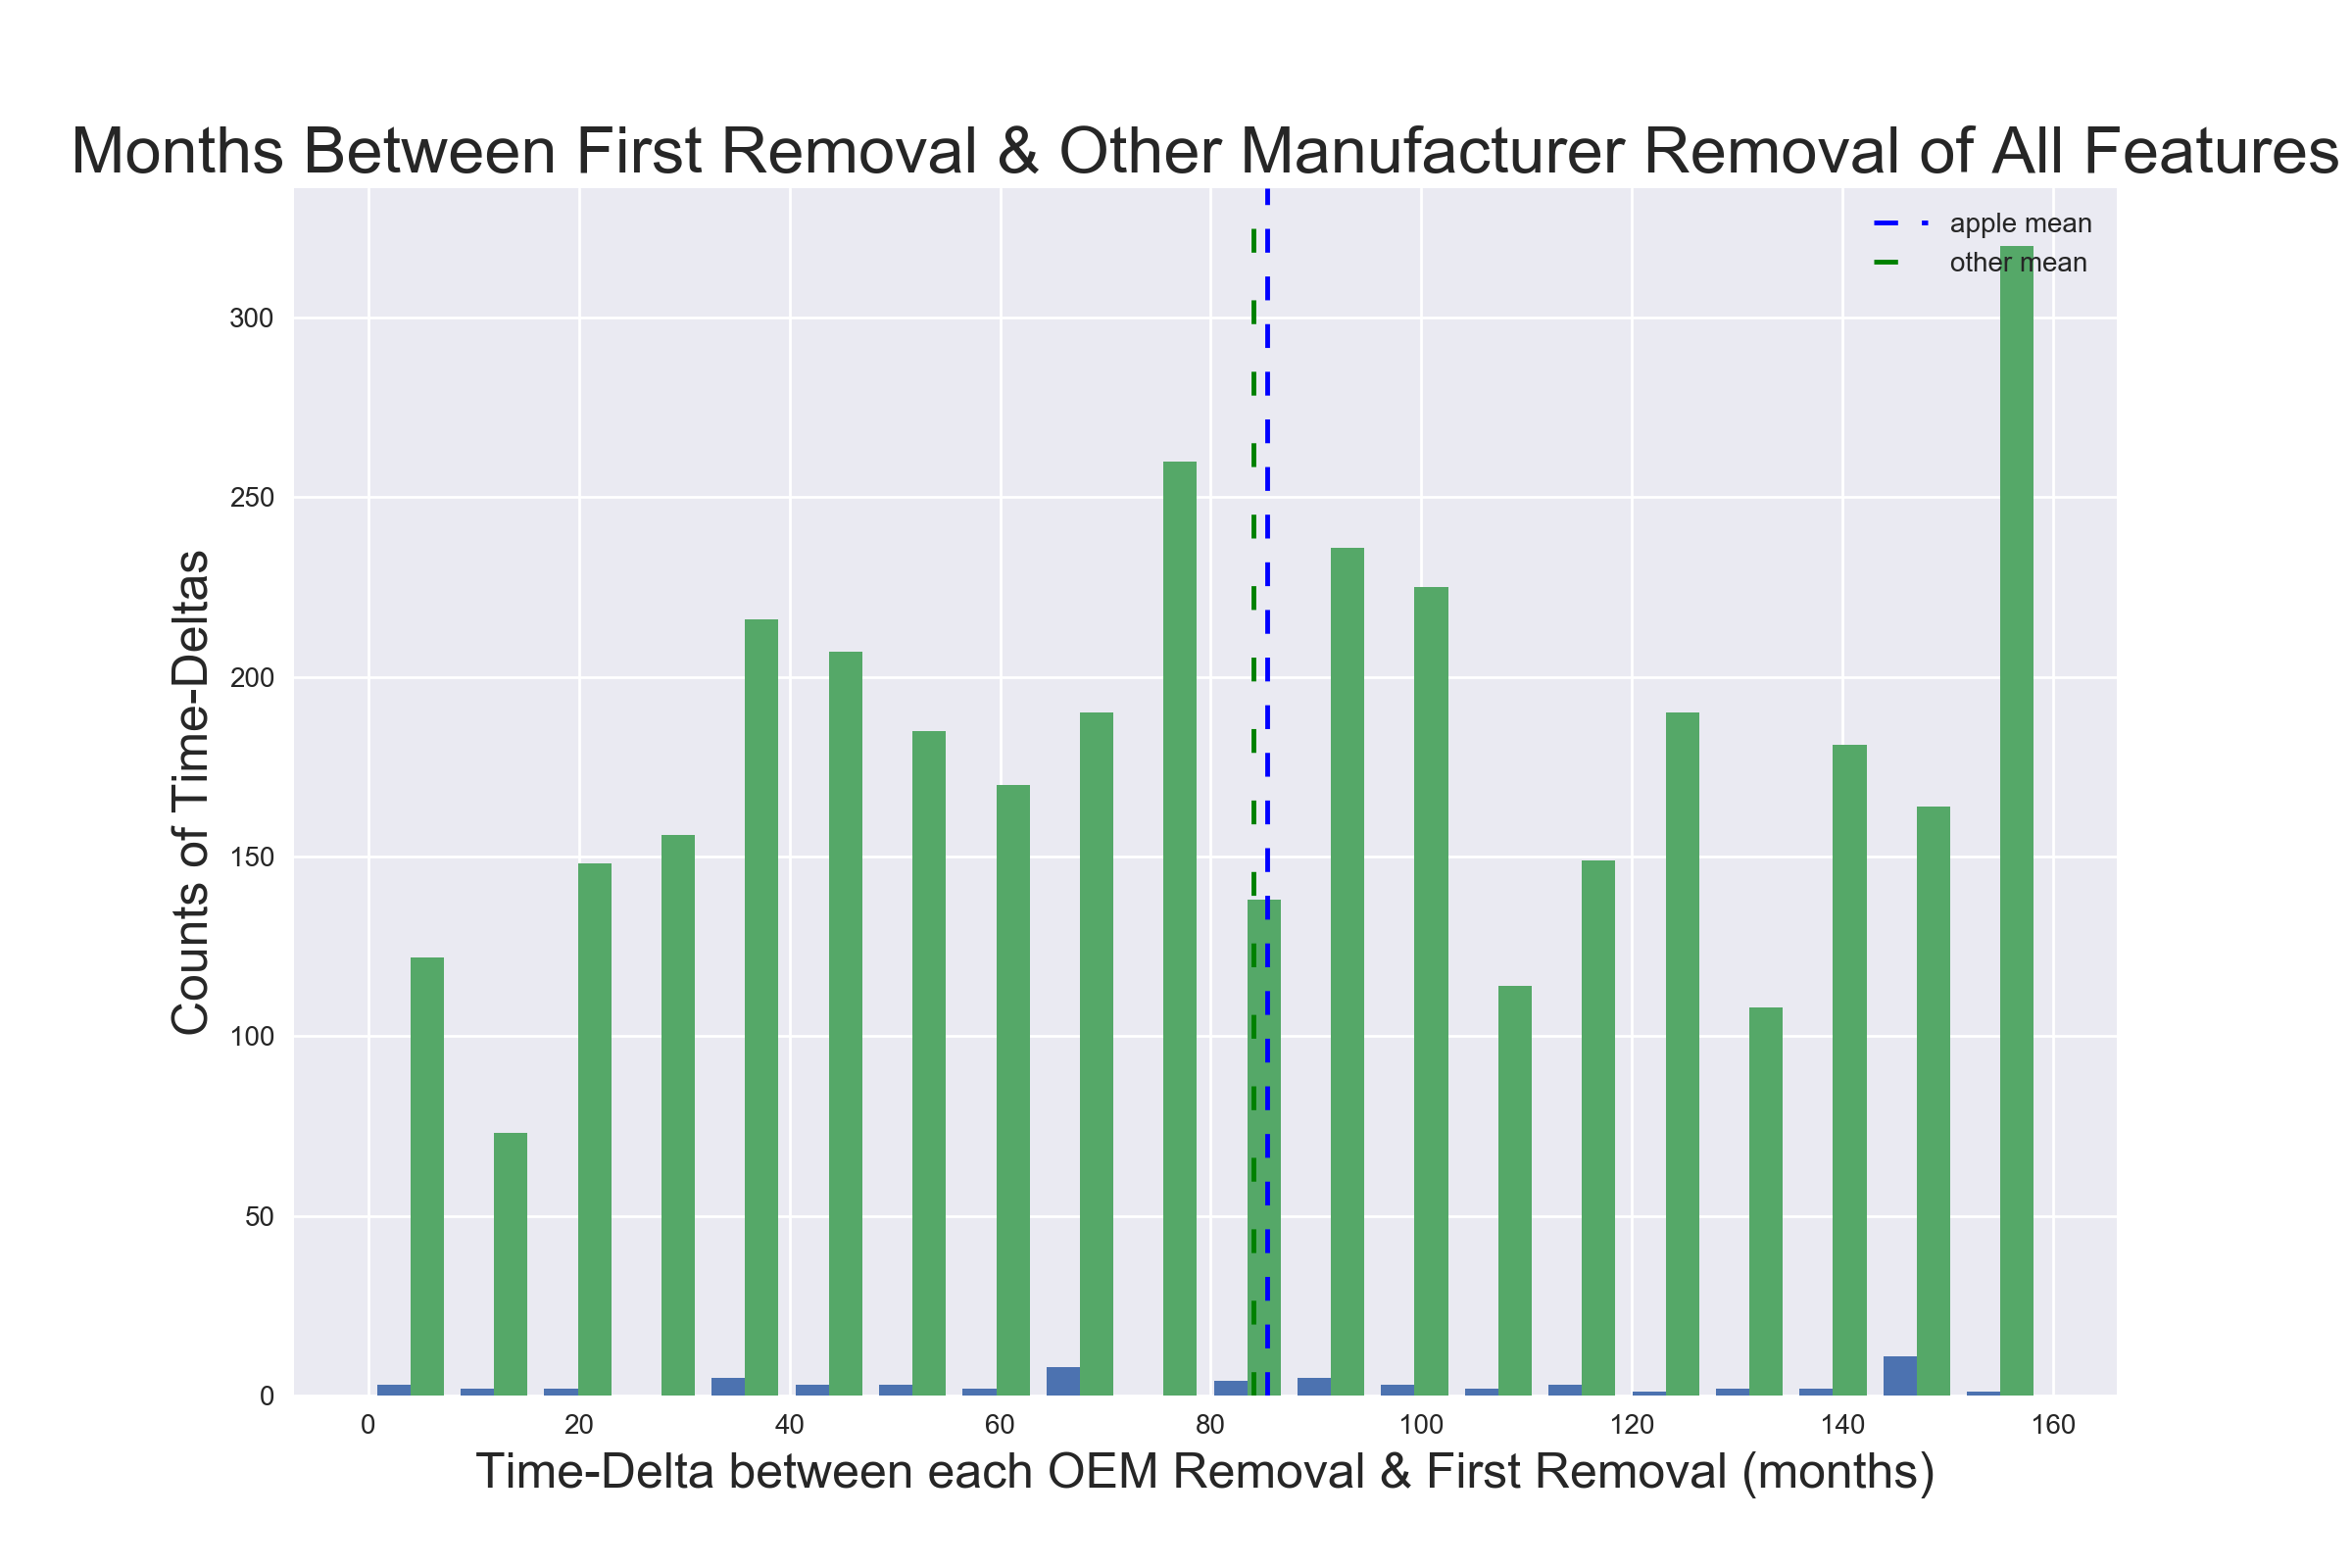 Months Between First Removal & Other Manufacturer Removal of All Features
apple mean
other mean
Counts of Time-Deltas
300
250
200
150
100
50
0
0 20 40 60 80 100 120 140 160
Time-Delta between each OEM Removal & First Removal (months)